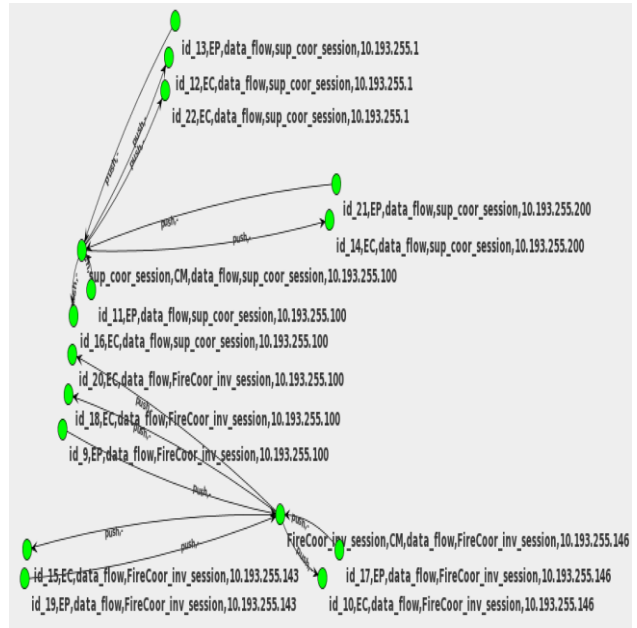 id_13,EP,data_flow,sup_coor_session,10.193.255.1
id_12,EC,data_flow,sup_coor_session,10.193.255.1
id_22,EC,data_flow,sup_coor_session,10.193.255.1
push,-
push,-
push,-
id_21,EP,data_flow,sup_coor_session,10.193.255.200
push,-
push,-
id_14,EC,data_flow,sup_coor_session,10.193.255.200
sup_coor_session,CM,data_flow,sup_coor_session,10.193.255.100
id_11,EP,data_flow,sup_coor_session,10.193.255.100
id_16,EC,data_flow,sup_coor_session,10.193.255.100
id_20,EC,data_flow,FireCoor_inv_session,10.193.255.100
push,-
id_18,EC,data_flow,FireCoor_inv_session,10.193.255.100
push,-
id_9,EP,data_flow,FireCoor_inv_session,10.193.255.100
push,-
push,-
push,-
push,-
FireCoor_inv_session,CM,data_flow,FireCoor_inv_session,10.193.255.146
push,-
id_15,EC,data_flow,FireCoor_inv_session,10.193.255.143
id_17,EP,data_flow,FireCoor_inv_session,10.193.255.146
id_19,EP,data_flow,FireCoor_inv_session,10.193.255.143
id_10,EC,data_flow,FireCoor_inv_session,10.193.255.146